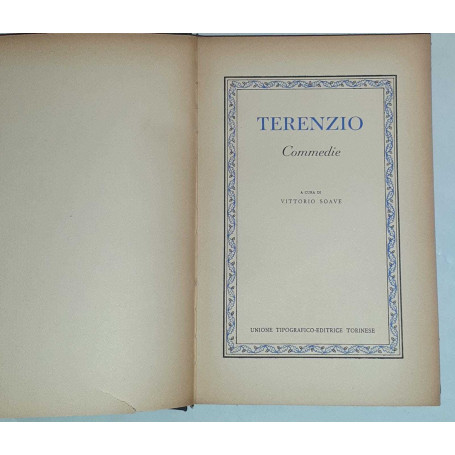 TERENZIO
Commedie
A CURA DI
VITTORIO SOAVE
UNIONE TIPOGRAFICO-EDITRICE TORINESE